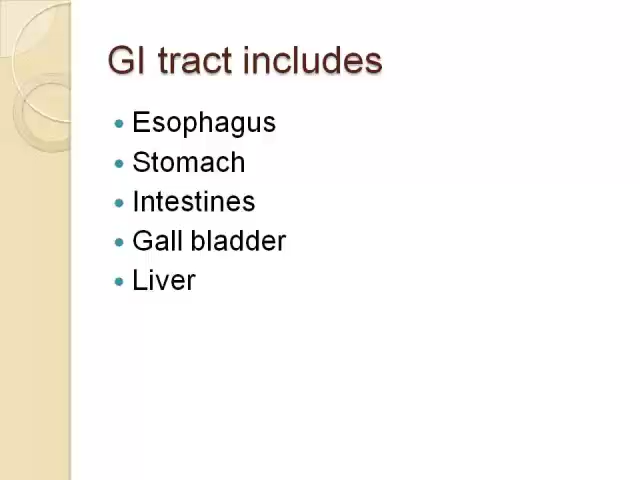 GI tract includes
Esophagus
Stomach
Intestines
Gall bladder
Liver